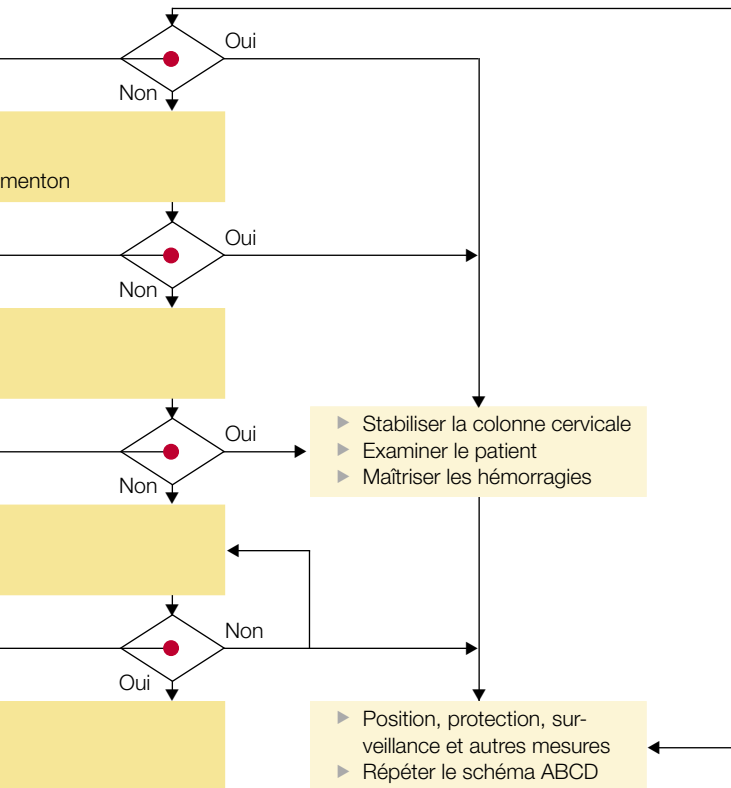 Oui
Non
menton
Oui
Non
Oui
Non
▶ Stabiliser la colonne cervicale
▶ Examiner le patient
▶ Maîtriser les hémorragies
Non
Oui
▶ Position, protection, sur-
veillance et autres mesures
▶ Répéter le schéma ABCD